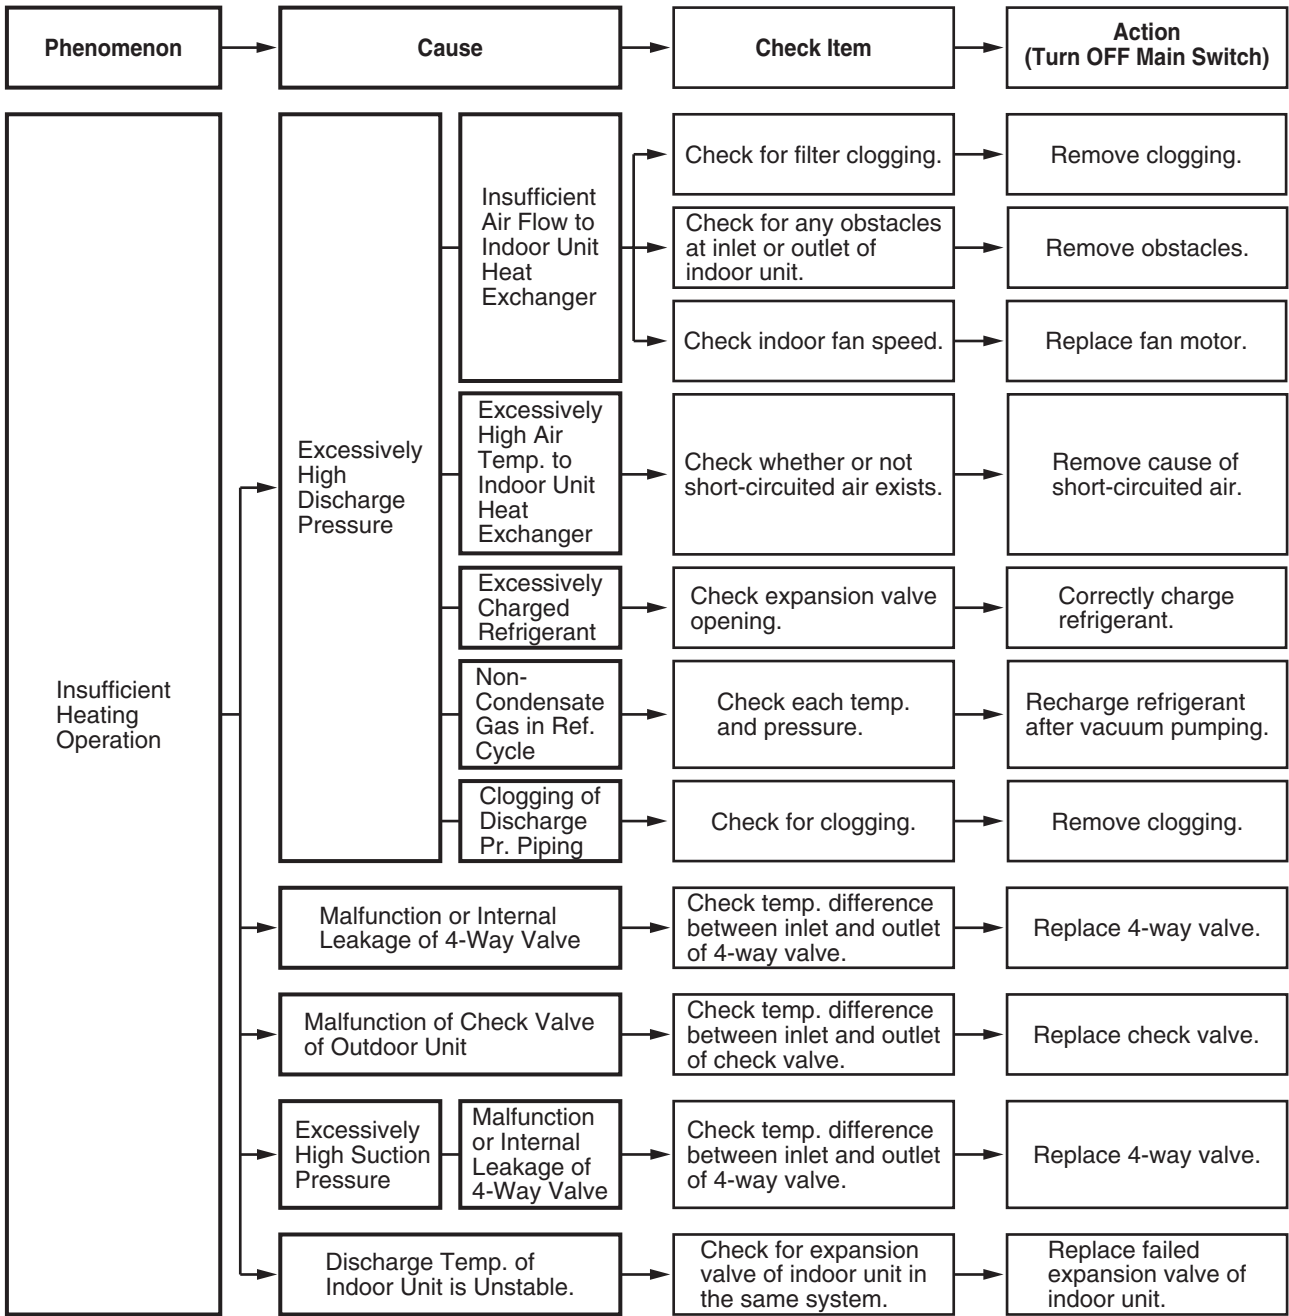 Phenomenon
Cause
Check Item
Action
(Turn OFF Main Switch)
Insufficient
Heating
Operation
Excessively
High
Discharge
Pressure
Insufficient
Air Flow to
Indoor Unit
Heat
Exchanger
Check for filter clogging.
Remove clogging.
Check for any obstacles
at inlet or outlet of
indoor unit.
Remove obstacles.
Check indoor fan speed.
Replace fan motor.
Excessively
High Air
Temp. to
Indoor Unit
Heat
Exchanger
Check whether or not
short-circuited air exists.
Remove cause of
short-circuited air.
Excessively
Charged
Refrigerant
Check expansion valve
opening.
Correctly charge
refrigerant.
Non-
Condensate
Gas in Ref.
Cycle
Check each temp.
and pressure.
Recharge refrigerant
after vacuum pumping.
Clogging of
Discharge
Pr. Piping
Check for clogging.
Remove clogging.
Malfunction or Internal
Leakage of 4-Way Valve
Check temp. difference
between inlet and outlet
of 4-way valve.
Replace 4-way valve.
Malfunction of Check Valve
of Outdoor Unit
Check temp. difference
between inlet and outlet
of check valve.
Replace check valve.
Excessively
High Suction
Pressure
Malfunction
or Internal
Leakage of
4-Way Valve
Check temp. difference
between inlet and outlet
of 4-way valve.
Replace 4-way valve.
Discharge Temp. of
Indoor Unit is Unstable.
Check for expansion
valve of indoor unit in
the same system.
Replace failed
expansion valve of
indoor unit.